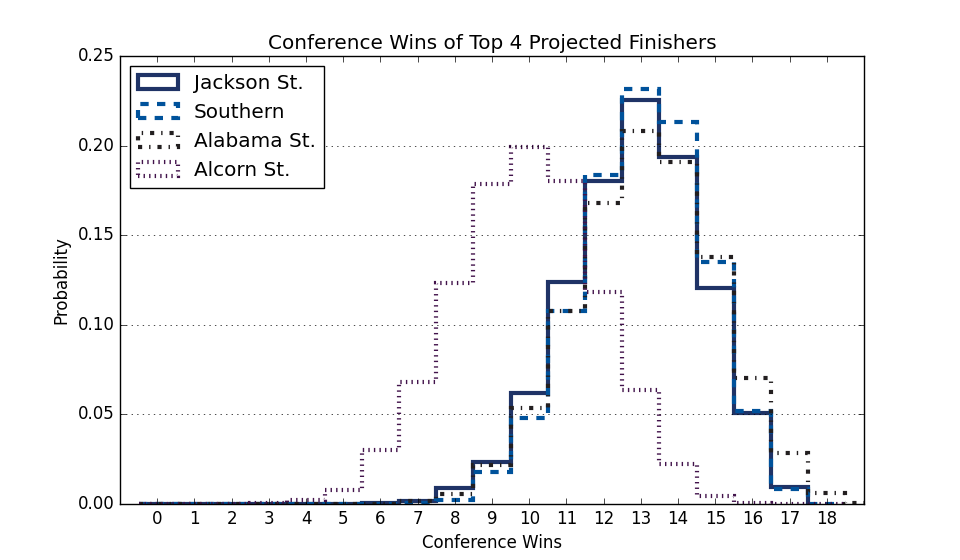 Conference Wins of Top 4 Projected Finishers
Jackson St.
Southern
Alabama St.
Alcorn St.
0.25
0.20
0.15
0.10
0.05
0.00
Probability
0 1 2 3 4 5 6 7 8 9 10 11 12 13 14 15 16 17 18
Conference Wins